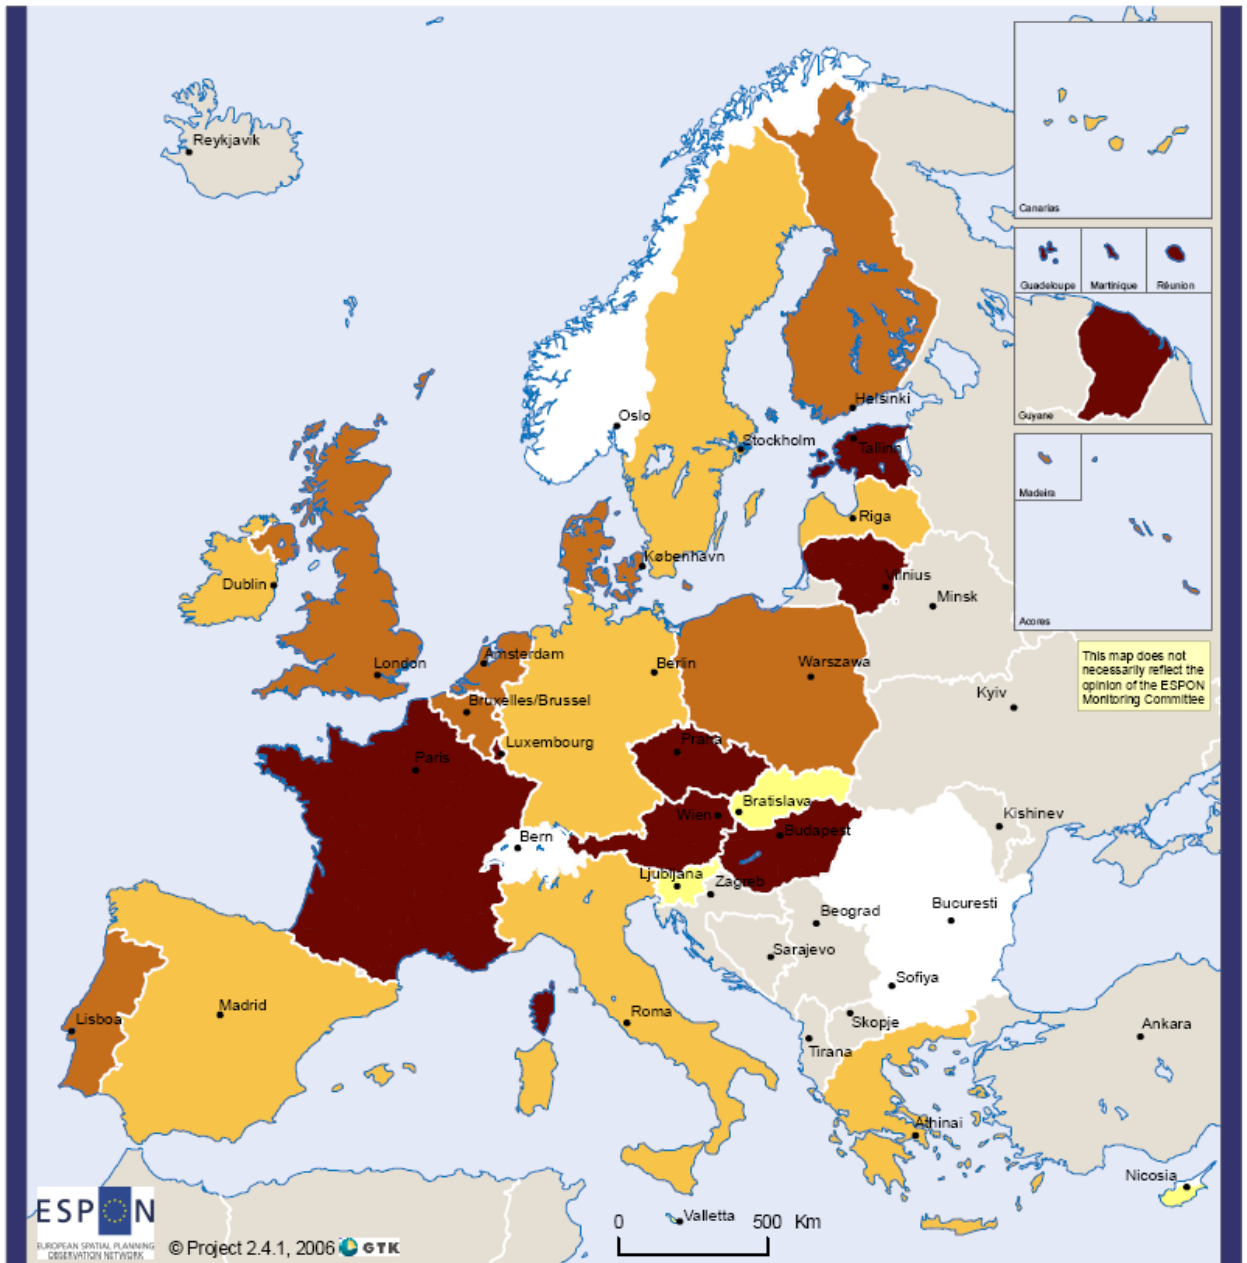 Reykjavik
Canarias
Guadeloupe
Martinique
Réunion
Guyane
Oslo
Helsinki
Stockholm
Tallinn
Madeira
Riga
København
Dublin
Vilnius
Minsk
Acores
This map does not
necessarily reflect the
opinion of the ESPON
Monitoring Committee
London
Amsterdam
Berlin
Warszawa
Kyiv
Bruxelles/Brussel
Luxembourg
Praha
Paris
Bratislava
Wien
Budapest
Kishinev
Bern
Ljubljana
Zagreb
Beograd
Bucuresti
Sarajevo
Sofiya
Madrid
Lisboa
Roma
Skopje
Ankara
Tirana
Athinai
Nicosia
Valletta
0 500 Km
ESPON
EUROPEAN SPATIAL PLANNING
OBSERVATION NETWORK
© Project 2.4.1, 2006 GTK